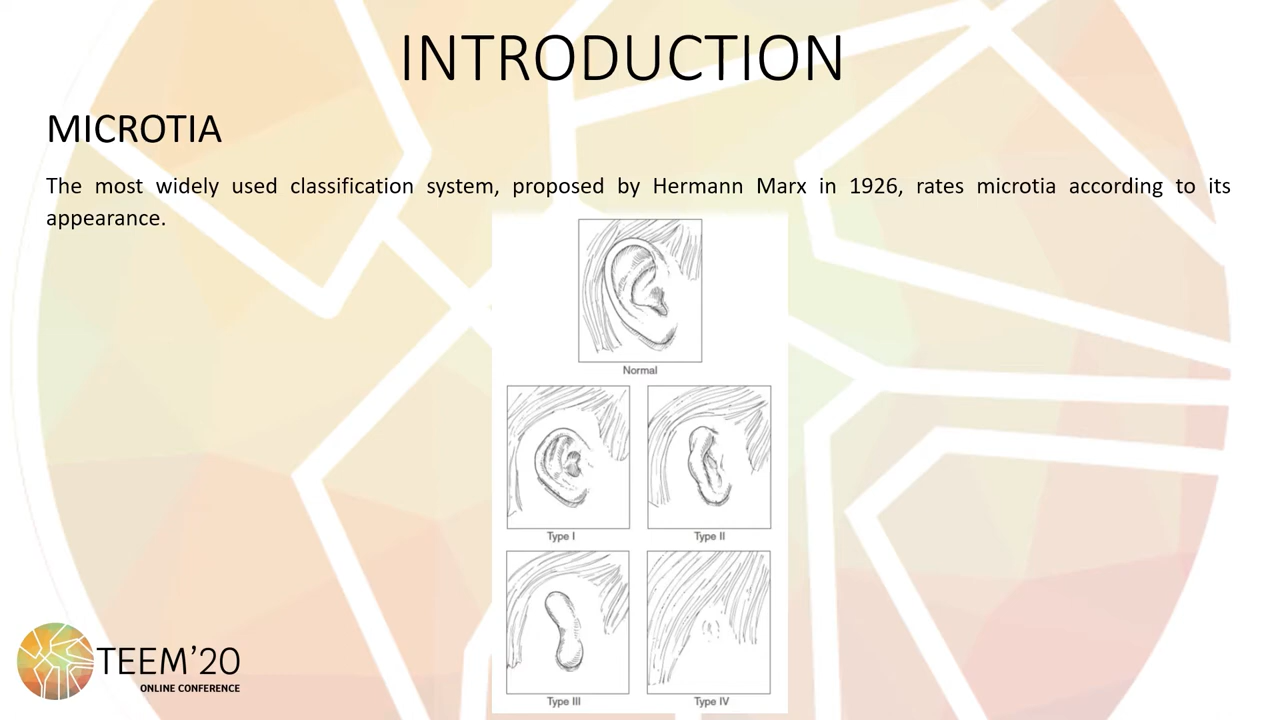 INTRODUCTION
MICROTIA
The most widely used classification system, proposed by Hermann Marx in 1926, rates microtia according to its
appearance.
Normal
Type I
Type II
Type III
Type IV
TEEM'20
ONLINE CONFERENCE